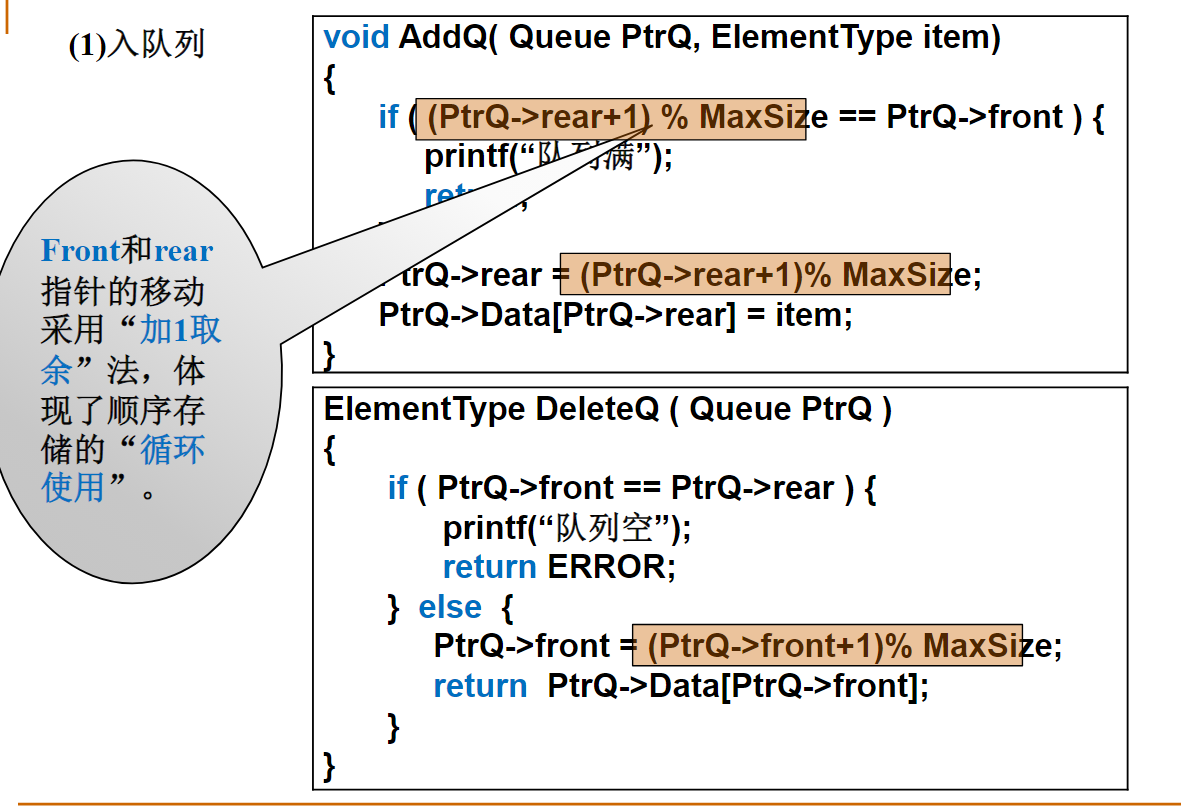 (1)入队列
void AddQ( Queue PtrQ, ElementType item)
{
if ( (PtrQ->rear+1) % MaxSize == PtrQ->front ) {
printf(“队列满”);
;
trQ->rear = (PtrQ->rear+1)% MaxSize;
PtrQ->Data[PtrQ->rear] = item;
}
Front和rear
指针的移动
采用“加1取
余”法，体
现了顺序存
储的“循环
使用”。
ElementType DeleteQ ( Queue PtrQ )
{
if ( PtrQ->front == PtrQ->rear ) {
printf(“队列空”);
return ERROR;
} else {
PtrQ->front = (PtrQ->front+1)% MaxSize;
return PtrQ->Data[PtrQ->front];
}
}